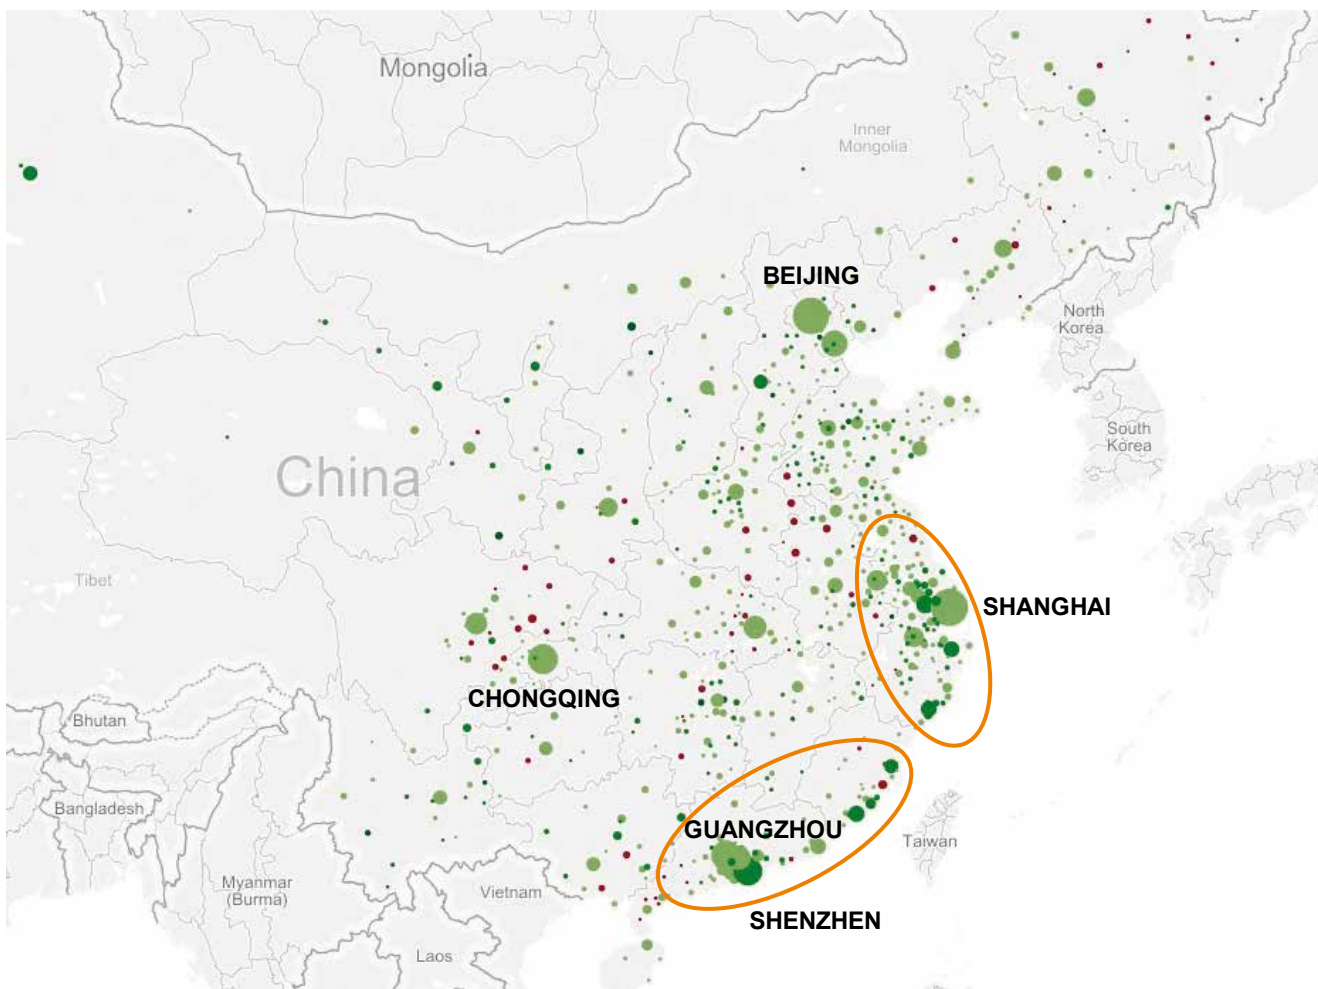 Mongolia
Inner
Mongolia
BEIJING
North
Korea
South
Korea
China
Tibet
SHANGHAI
CHONGQING
Bhutan
Bangladesh
GUANGZHOU
Taiwan
Myanmar
(Burma)
Vietnam
SHENZHEN
Laos